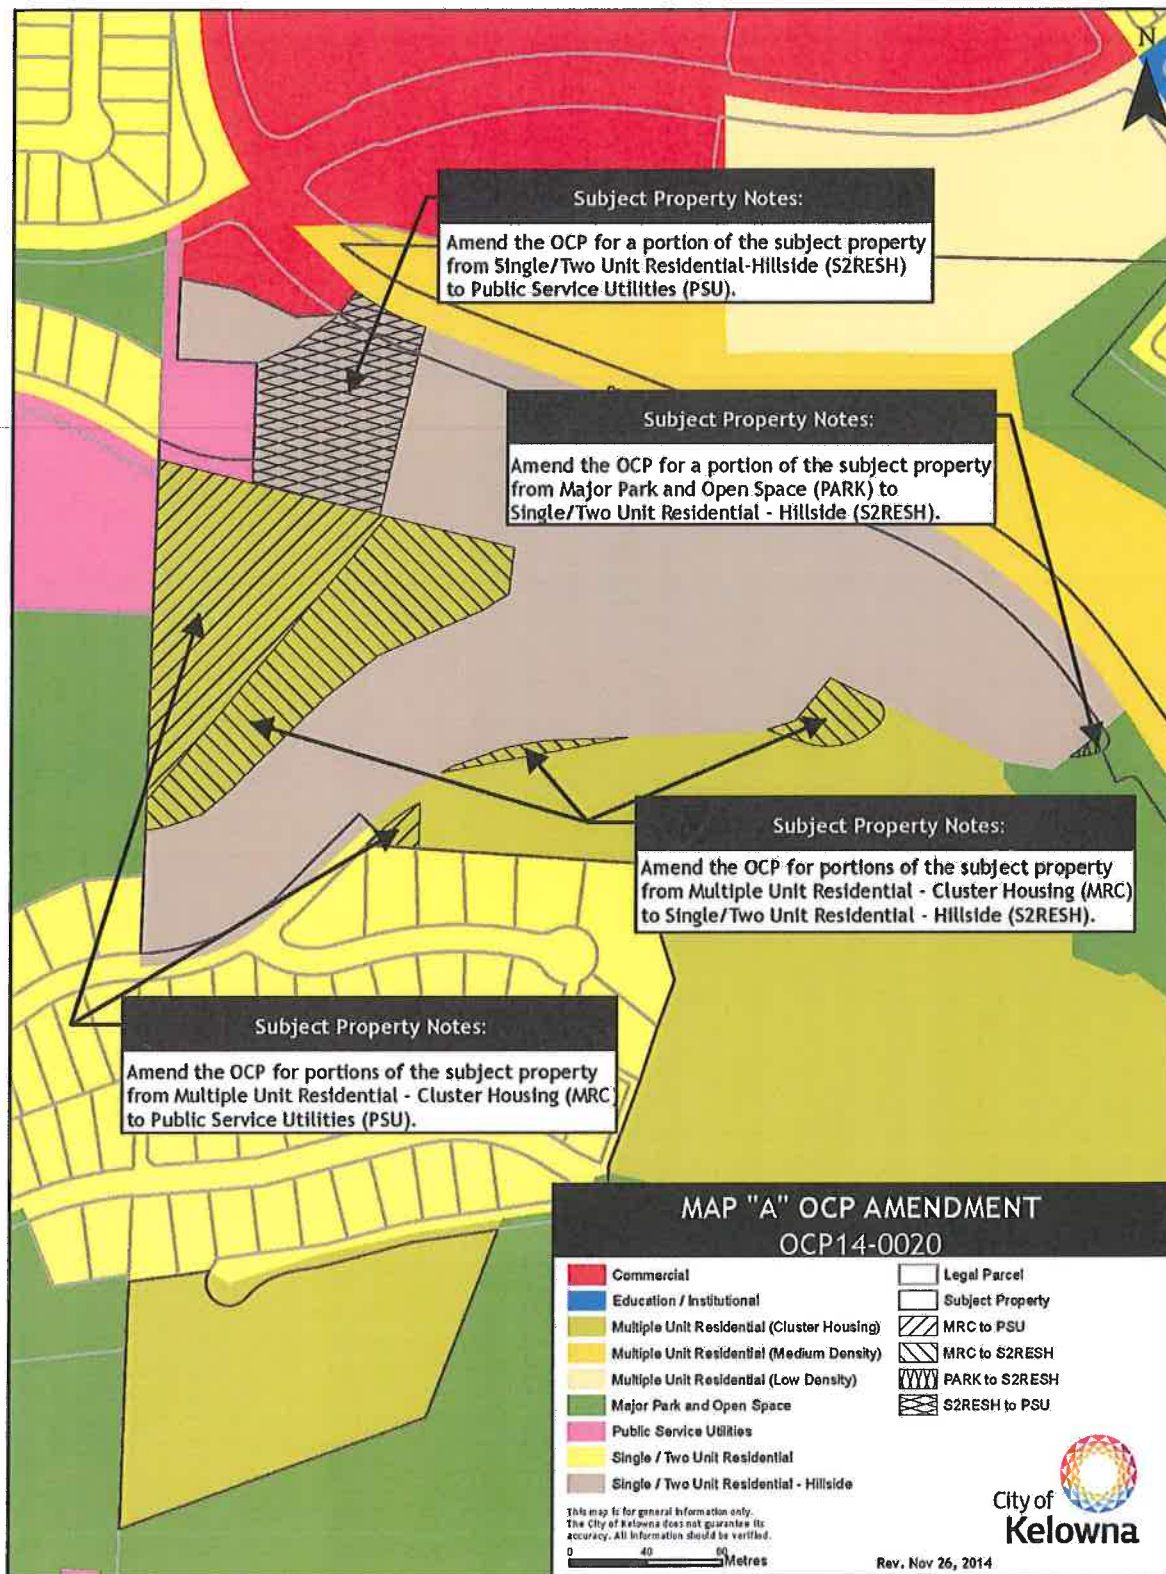 N
Subject Property Notes:
Amend the OCP for a portion of the subject property
from Single/Two Unit Residential-Hillside (S2RESH)
to Public Service Utilities (PSU).
Subject Property Notes:
Amend the OCP for a portion of the subject property
from Major Park and Open Space (PARK) to
Single/Two Unit Residential - Hillside (S2RESH).
Subject Property Notes:
Amend the OCP for portions of the subject property
from Multiple Unit Residential - Cluster Housing (MRC)
to Single/Two Unit Residential - Hillside (S2RESH).
Subject Property Notes:
Amend the OCP for portions of the subject property
from Multiple Unit Residential - Cluster Housing (MRC)
to Public Service Utilities (PSU).
MAP "A" OCP AMENDMENT
OCP14-0020
Commercial
Education / Institutional
Multiple Unit Residential (Cluster Housing)
Multiple Unit Residential (Medium Density)
Multiple Unit Residential (Low Density)
Major Park and Open Space
Public Service Utilities
Single / Two Unit Residential
Single / Two Unit Residential - Hillside
Legal Parcel
Subject Property
MRC to PSU
MRC to S2RESH
PARK to S2RESH
S2RESH to PSU
This map is for general information only.
The City of Kelowna does not guarantee its
accuracy. All information should be verified.
0 40 80
Metres
Rev. Nov 26, 2014
City of
Kelowna